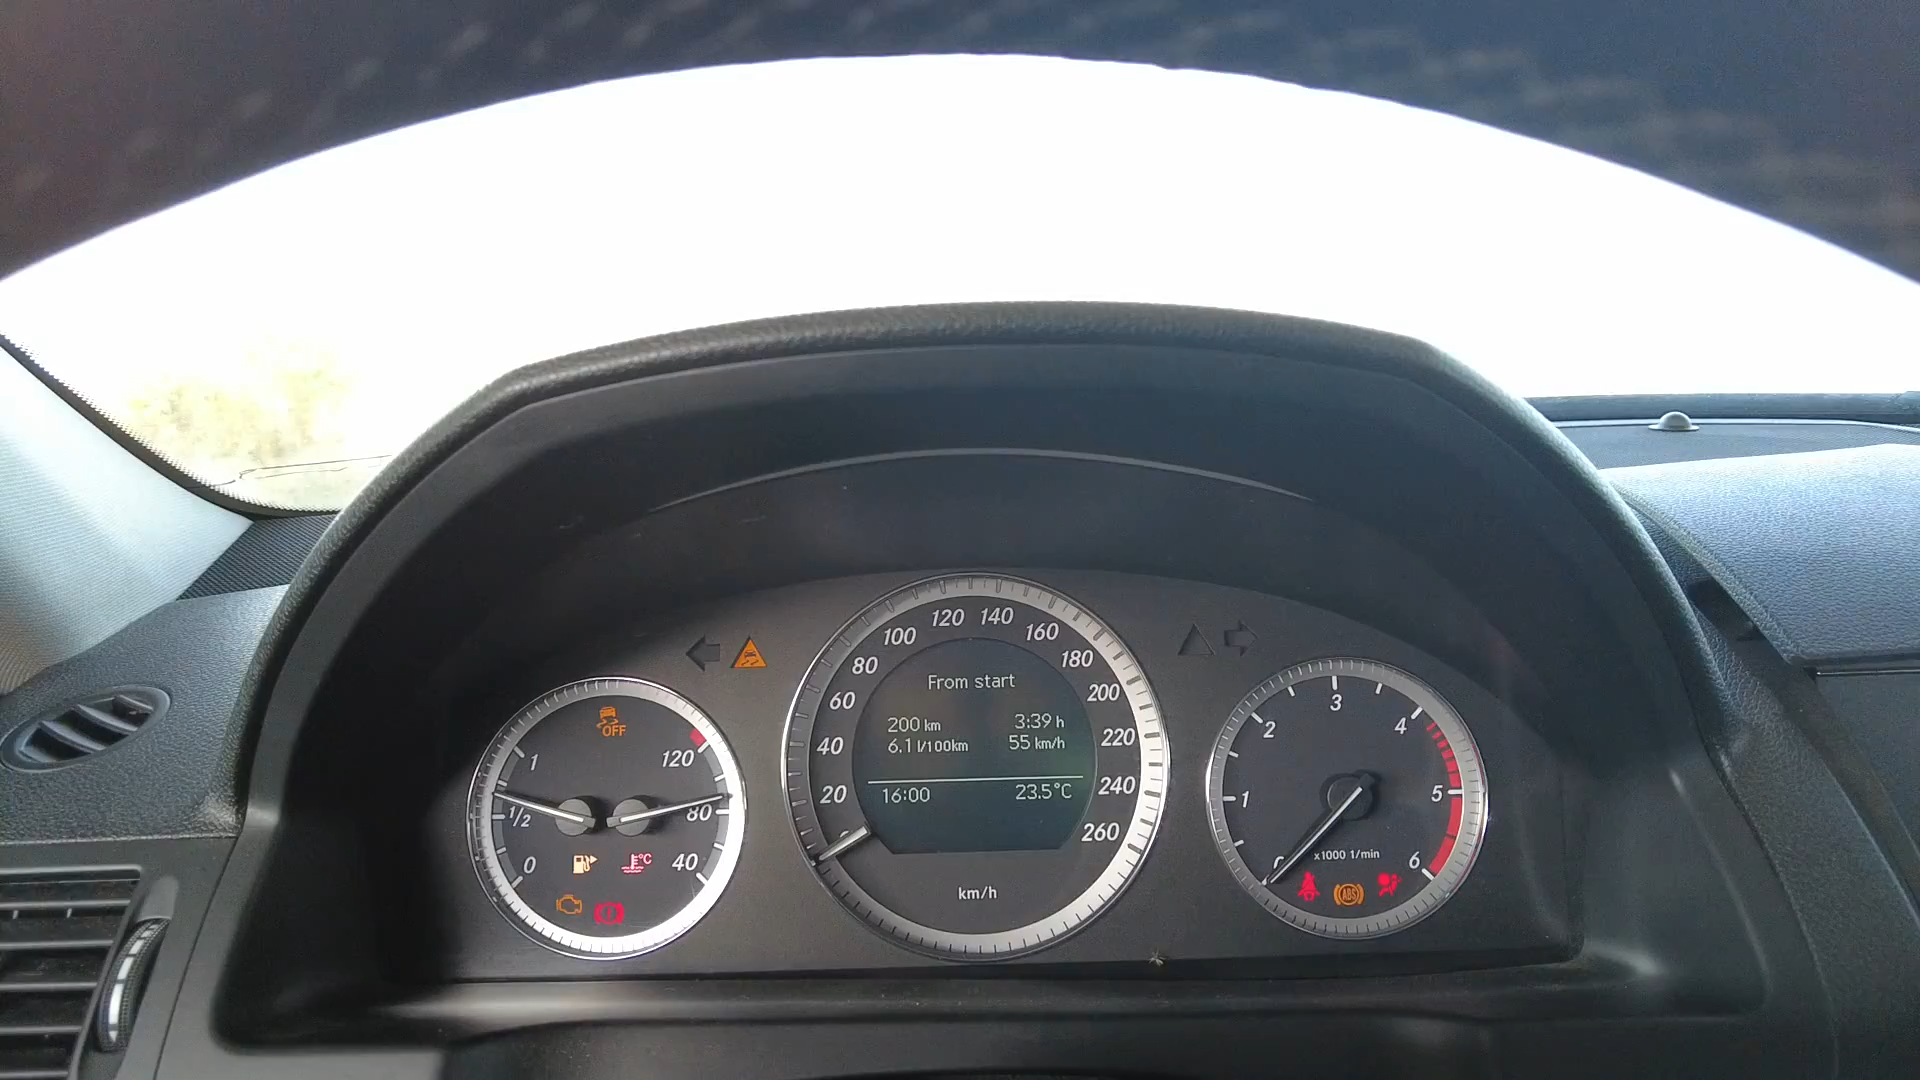 OFF
1
1/2
0
120
80
40
°C
20
40
60
80
100
120
140
160
180
200
220
240
260
From start
200 km 3:39 h
6.1 l/100km 55 km/h
16:00 23.5°C
km/h
1
2
3
4
5
6
x1000 1/min
ABS